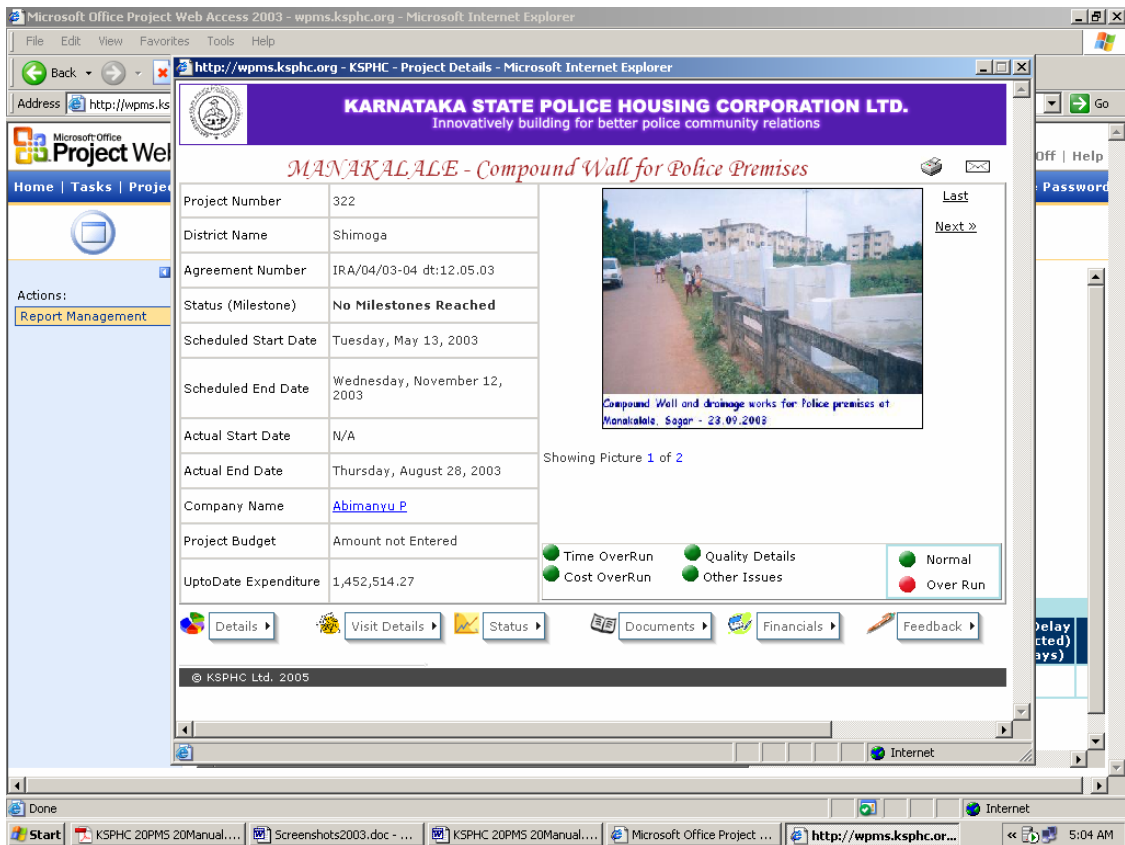 Microsoft Office Project Web Access 2003 - wpms.ksphc.org - Microsoft Internet Explorer
File Edit View Favorites Tools Help
Back
Address http://wpms.ks
Go
http://wpms.ksphc.org - KSPHC - Project Details - Microsoft Internet Explorer
Microsoft Office
Project Wel
Off | Help
Home | Tasks | Proje
Password
Actions:
Report Management
KARNATAKA STATE POLICE HOUSING CORPORATION LTD.
Innovatively building for better police community relations
MANAKALALE - Compound Wall for Police Premises
Project Number 322
District Name Shimoga
Agreement Number IRA/04/03-04 dt:12.05.03
Status (Milestone) No Milestones Reached
Scheduled Start Date Tuesday, May 13, 2003
Scheduled End Date Wednesday, November 12,
2003
Actual Start Date N/A
Actual End Date Thursday, August 28, 2003
Company Name Abimanyu P
Project Budget Amount not Entered
UptoDate Expenditure 1,452,514.27
Last
Next »
Compound Wall and drainage works for Police premises at
Manakalale, Sagar - 23.09.2003
Showing Picture 1 of 2
Time OverRun Quality Details
Cost OverRun Other Issues
Normal
Over Run
Details Visit Details Status Documents Financials Feedback
© KSPHC Ltd. 2005
Delay
cted)
ays)
Internet
Done
Internet
Start KSPHC 20PMS 20Manual.... Screenshots2003.doc - ... KSPHC 20PMS 20Manual.... Microsoft Office Project ... http://wpms.ksphc.or... « 5:04 AM